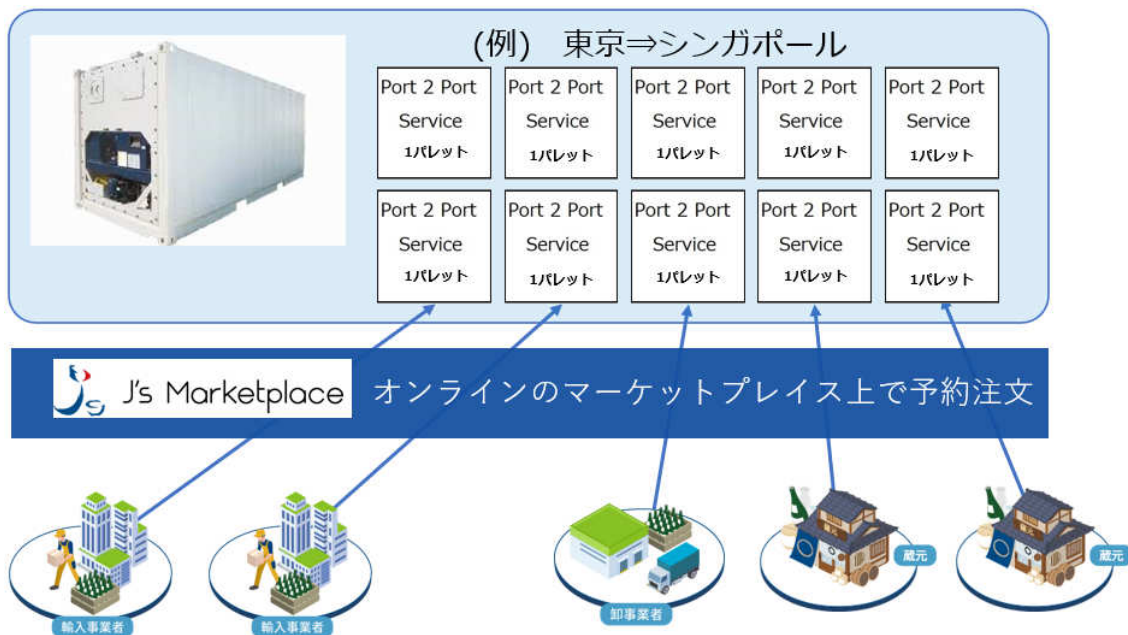 (例) 東京⇒シンガポール
Port 2 Port
Service
1パレット
Port 2 Port
Service
1パレット
Port 2 Port
Service
1パレット
Port 2 Port
Service
1パレット
Port 2 Port
Service
1パレット
Port 2 Port
Service
1パレット
Port 2 Port
Service
1パレット
Port 2 Port
Service
1パレット
Port 2 Port
Service
1パレット
Port 2 Port
Service
1パレット
J's Marketplace オンラインのマーケットプレイス上で予約注文
輸入事業者
輸入事業者
卸事業者
蔵元
蔵元